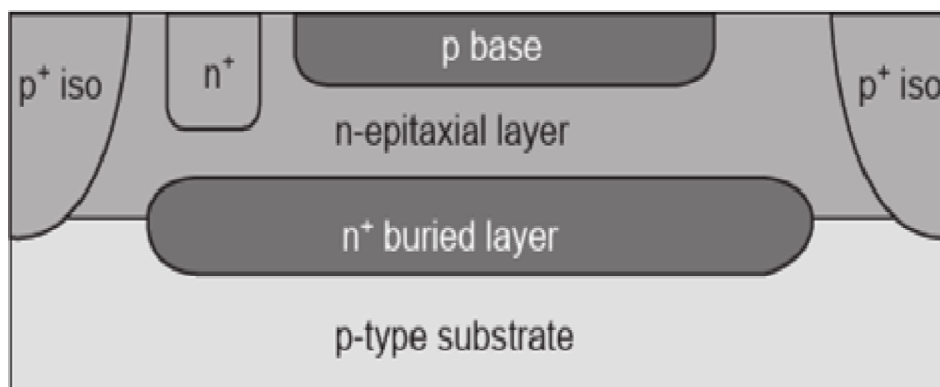 p base
p⁺ iso
n⁺
p⁺ iso
n-epitaxial layer
n⁺ buried layer
p-type substrate